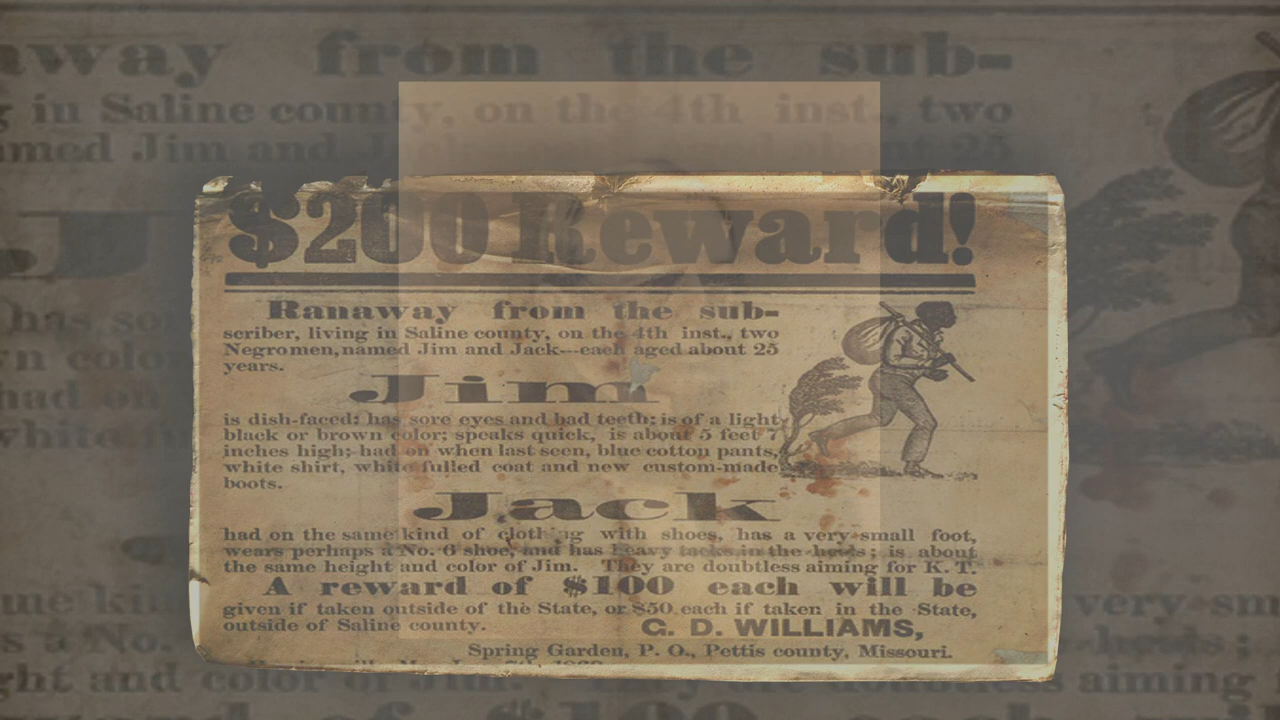 $200 Reward!
Ranaway from the sub-
scriber, living in Saline county, on the 4th inst., two
Negro men, named Jim and Jack---each aged about 25
years.
Jim
is dish-faced; has sore eyes and bad teeth; is of a light
black or brown color; speaks quick, is about 5 feet 7
inches high; had on when last seen, blue cotton pants,
white shirt, white fulled coat and new custom-made
boots.
Jack
had on the same kind of clothing with shoes, has a very small foot,
wears perhaps a No. 6 shoe, and has heavy tacks in the heels; is about
the same height and color of Jim. They are doubtless aiming for K. T.
A reward of $100 each will be
given if taken outside of the State, or $50 each if taken in the State,
outside of Saline county.
G. D. WILLIAMS,
Spring Garden, P. O., Pettis county, Missouri.